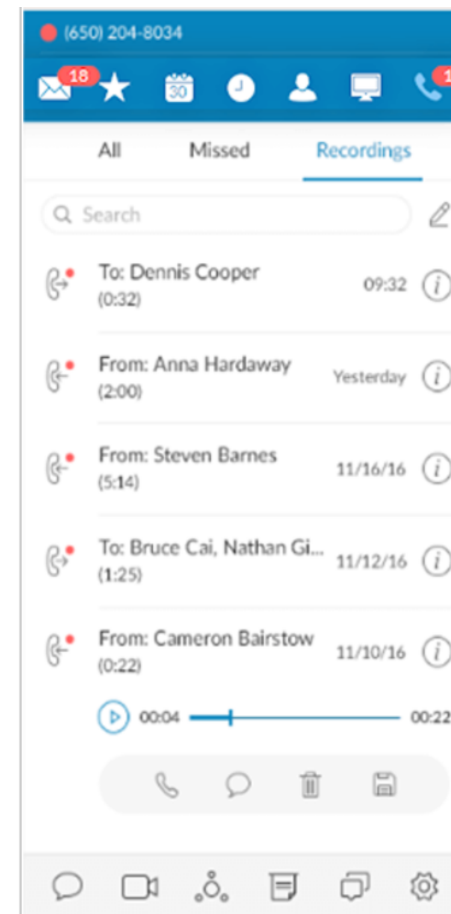 (650) 204-8034
18
30
1
All Missed Recordings
Search
To: Dennis Cooper
(0:32)
09:32
From: Anna Hardaway
(2:00)
Yesterday
From: Steven Barnes
(5:14)
11/16/16
To: Bruce Cai, Nathan Gi...
(1:25)
11/12/16
From: Cameron Bairstow
(0:22)
11/10/16
00:04 00:22